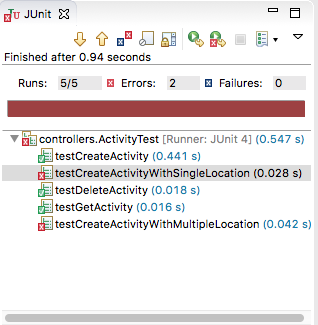 JUnit
Finished after 0.94 seconds
Runs: 5/5 Errors: 2 Failures: 0
controllers.ActivityTest [Runner: JUnit 4] (0.547 s)
testCreateActivity (0.441 s)
testCreateActivityWithSingleLocation (0.028 s)
testDeleteActivity (0.018 s)
testGetActivity (0.016 s)
testCreateActivityWithMultipleLocation (0.042 s)